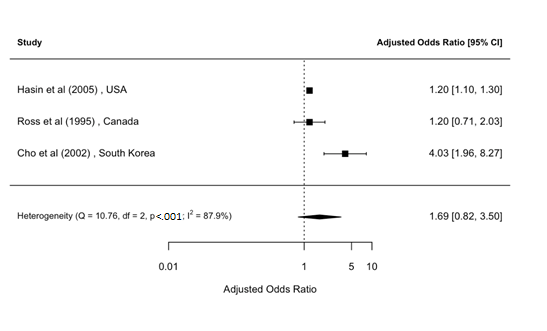 Study Adjusted Odds Ratio [95% CI]
Hasin et al (2005) , USA 1.20 [1.10, 1.30]
Ross et al (1995) , Canada 1.20 [0.71, 2.03]
Cho et al (2002) , South Korea 4.03 [1.96, 8.27]
Heterogeneity (Q = 10.76, df = 2, p<.001; I² = 87.9%) 1.69 [0.82, 3.50]
0.01 1 5 10
Adjusted Odds Ratio